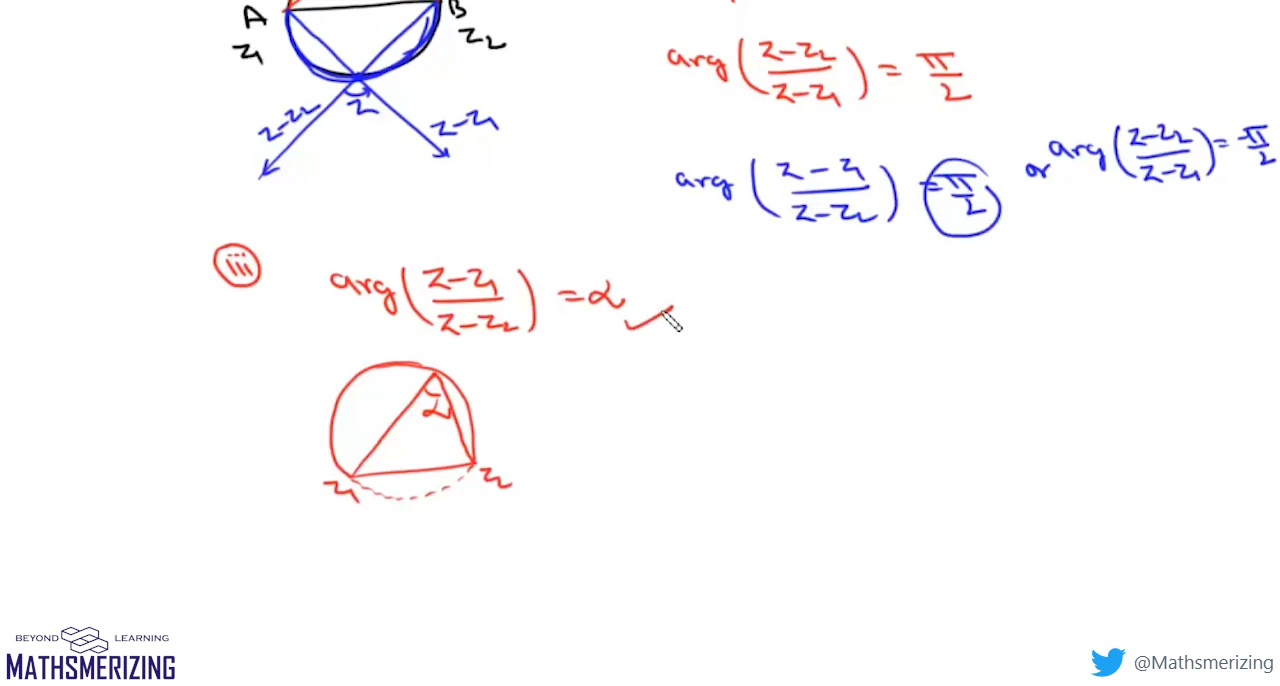 A
B
z₁
z₂
arg((z-z₂)/(z-z₁)) = π/2
z-z₂
z
z-z₁
arg((z-z₁)/(z-z₂)) = π/2 or arg((z-z₂)/(z-z₁)) = -π/2
iii
arg((z-z₁)/(z-z₂)) = α
α
z₁
z₂
BEYOND LEARNING
MATHSMERIZING
@Mathsmerizing